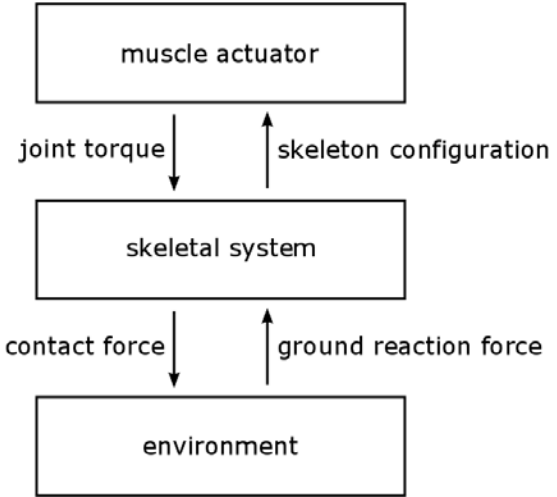 muscle actuator
joint torque
skeleton configuration
skeletal system
contact force
ground reaction force
environment